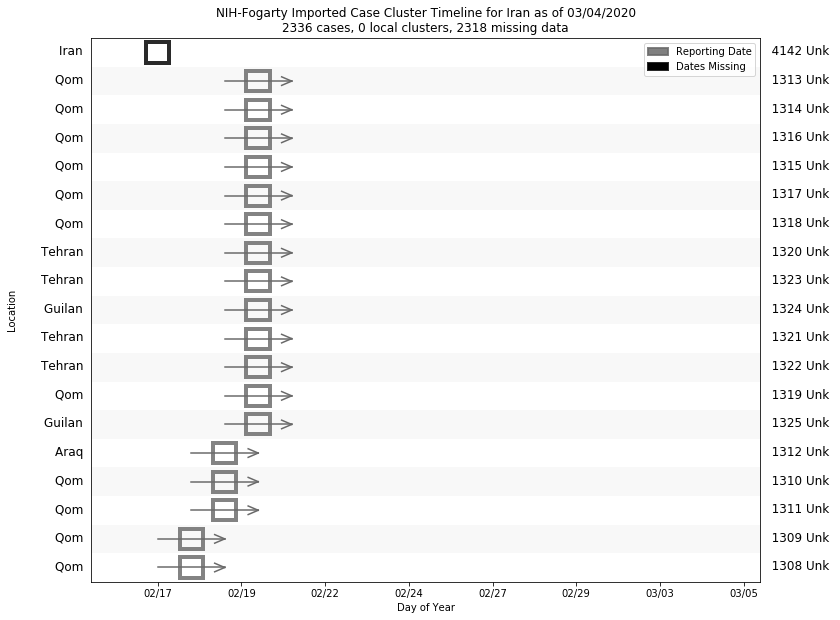 NIH-Fogarty Imported Case Cluster Timeline for Iran as of 03/04/2020
2336 cases, 0 local clusters, 2318 missing data
Reporting Date
Dates Missing
Location
Iran 4142 Unk
Qom 1313 Unk
Qom 1314 Unk
Qom 1316 Unk
Qom 1315 Unk
Qom 1317 Unk
Qom 1318 Unk
Tehran 1320 Unk
Tehran 1323 Unk
Guilan 1324 Unk
Tehran 1321 Unk
Tehran 1322 Unk
Qom 1319 Unk
Guilan 1325 Unk
Araq 1312 Unk
Qom 1310 Unk
Qom 1311 Unk
Qom 1309 Unk
Qom 1308 Unk
02/17 02/19 02/22 02/24 02/27 02/29 03/03 03/05
Day of Year